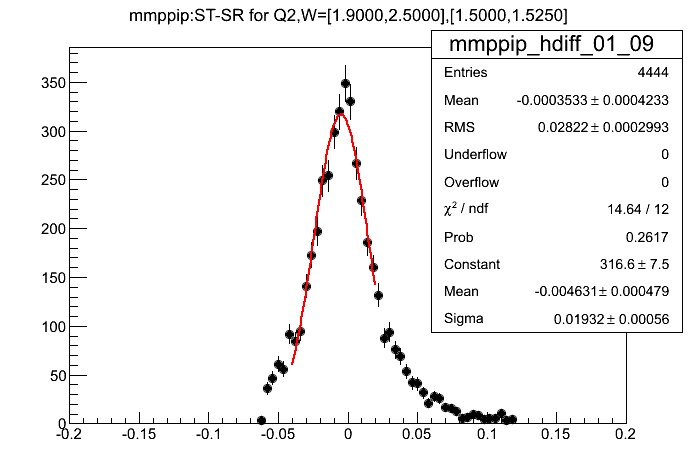 mmppip:ST-SR for Q2,W=[1.9000,2.5000],[1.5000,1.5250]
mmppip_hdiff_01_09
Entries 4444
Mean -0.0003533 ± 0.0004233
RMS 0.02822 ± 0.0002993
Underflow 0
Overflow 0
χ² / ndf 14.64 / 12
Prob 0.2617
Constant 316.6 ± 7.5
Mean -0.004631 ± 0.000479
Sigma 0.01932 ± 0.00056
350
300
250
200
150
100
50
0
-0.2 -0.15 -0.1 -0.05 0 0.05 0.1 0.15 0.2